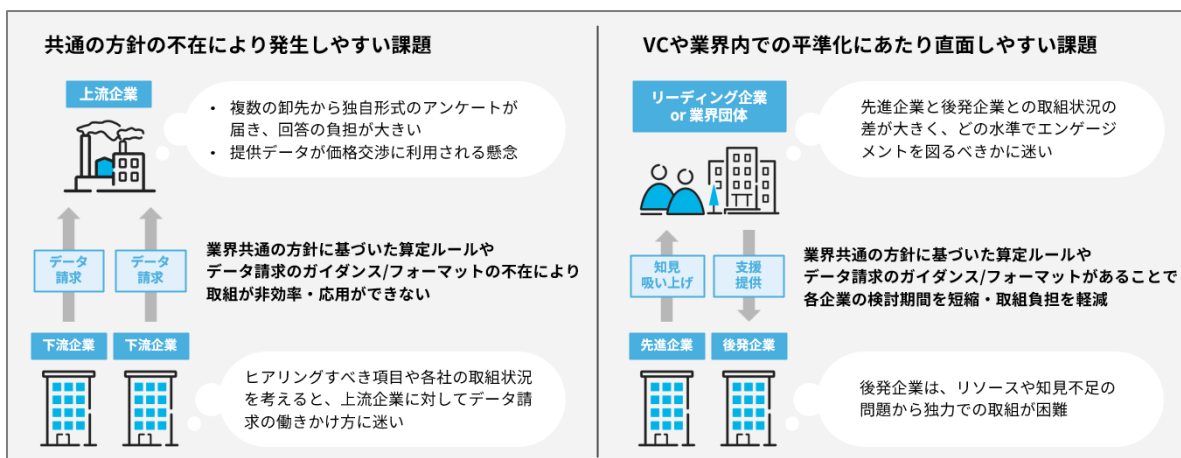 共通の方針の不在により発生しやすい課題
上流企業
• 複数の卸先から独自形式のアンケートが
届き、回答の負担が大きい
• 提供データが価格交渉に利用される懸念
データ
請求
データ
請求
業界共通の方針に基づいた算定ルールや
データ請求のガイダンス/フォーマットの不在により
取組が非効率・応用ができない
下流企業
下流企業
ヒアリングすべき項目や各社の取組状況
を考えると、上流企業に対してデータ請
求の働きかけ方に迷い
VCや業界内での平準化にあたり直面しやすい課題
リーディング企業
or 業界団体
先進企業と後発企業との取組状況の
差が大きく、どの水準でエンゲージ
メントを図るべきかに迷い
知見
吸い上げ
支援
提供
業界共通の方針に基づいた算定ルールや
データ請求のガイダンス/フォーマットがあることで
各企業の検討期間を短縮・取組負担を軽減
先進企業
後発企業
後発企業は、リソースや知見不足の
問題から独力での取組が困難